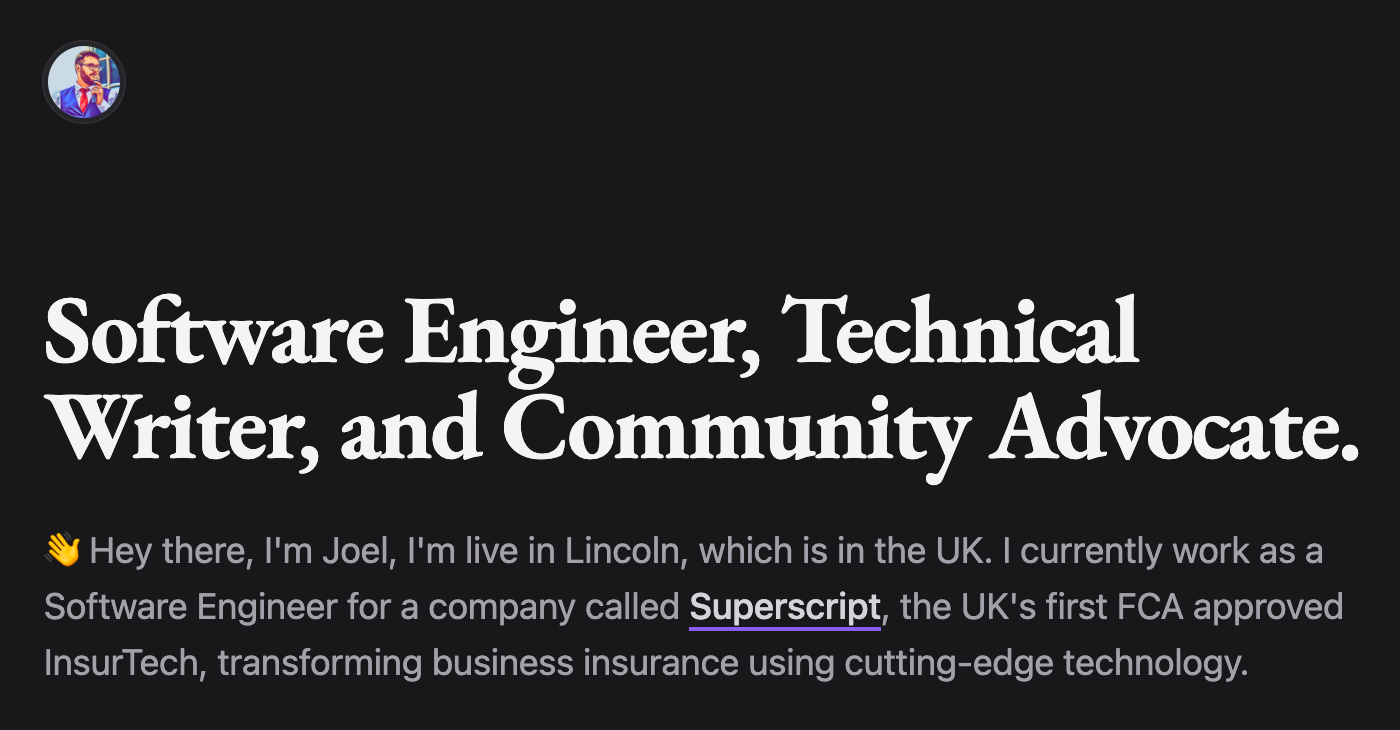 Software Engineer, Technical
Writer, and Community Advocate.
👋 Hey there, I'm Joel, I'm live in Lincoln, which is in the UK. I currently work as a
Software Engineer for a company called Superscript, the UK's first FCA approved
InsurTech, transforming business insurance using cutting-edge technology.